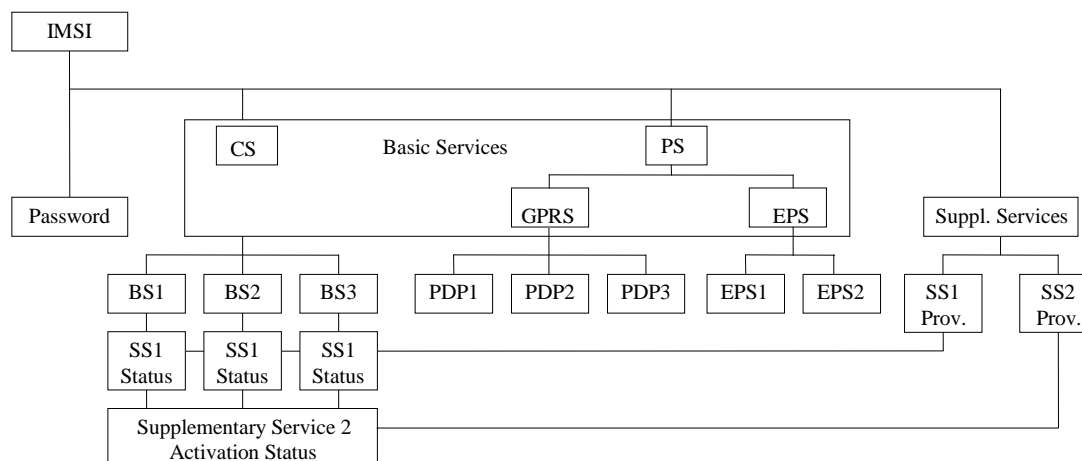 IMSI
CS
Basic Services
PS
Password
GPRS
EPS
Suppl. Services
BS1
BS2
BS3
PDP1
PDP2
PDP3
EPS1
EPS2
SS1
Prov.
SS2
Prov.
SS1
Status
SS1
Status
SS1
Status
Supplementary Service 2
Activation Status